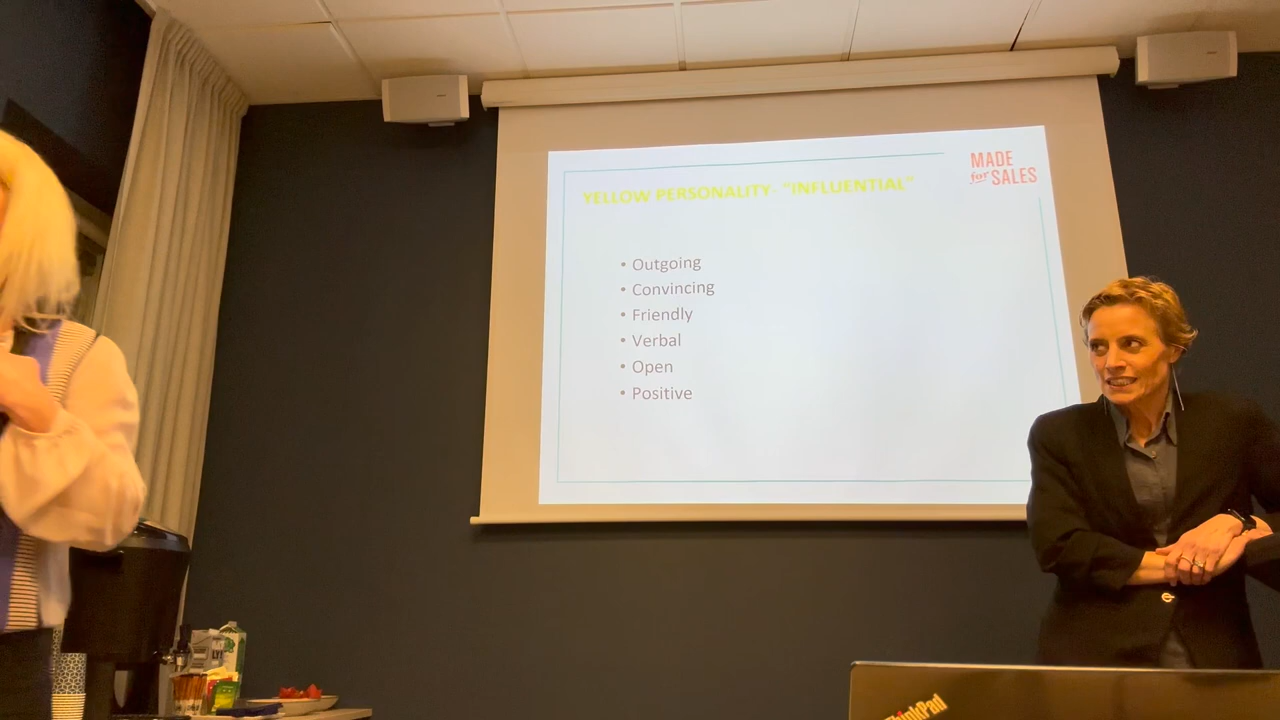 MADE
for SALES
YELLOW PERSONALITY- "INFLUENTIAL"
• Outgoing
• Convincing
• Friendly
• Verbal
• Open
• Positive
ThinkPad